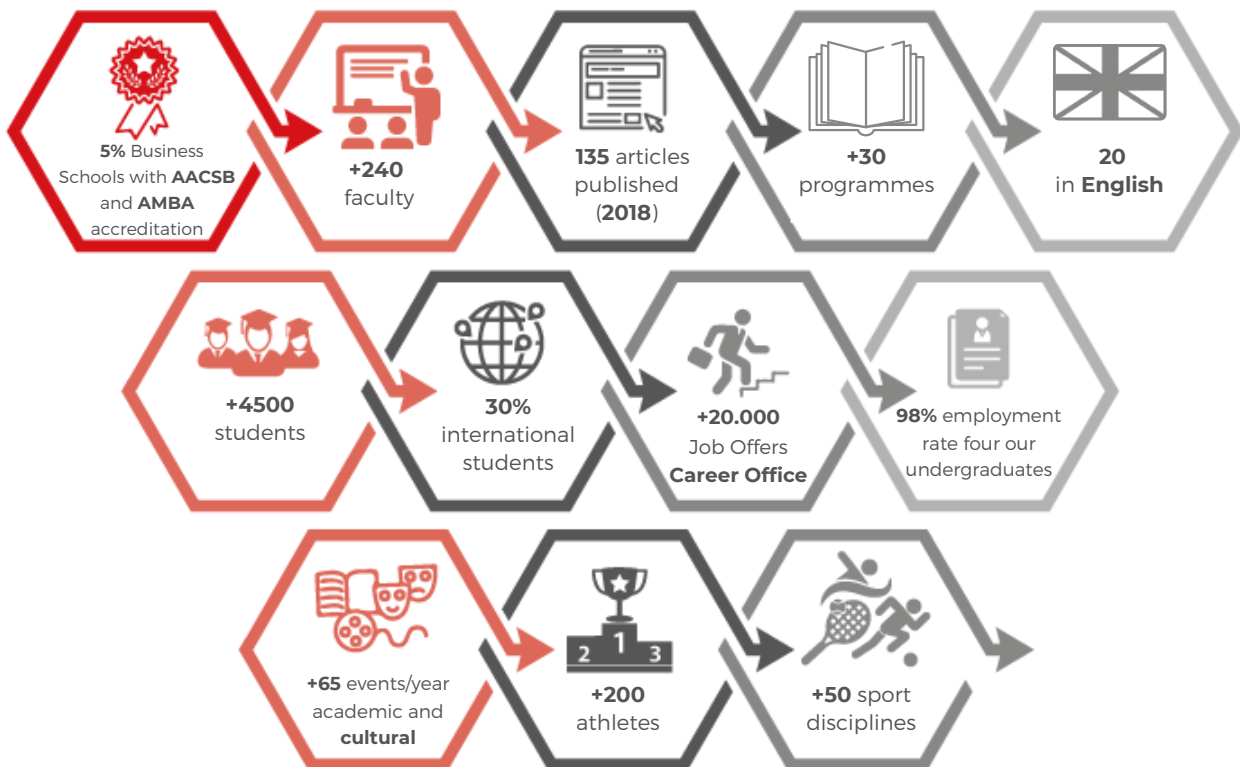 5% Business
Schools with AACSB
and AMBA
accreditation
+240
faculty
135 articles
published
(2018)
+30
programmes
20
in English
+4500
students
30%
international
students
+20.000
Job Offers
Career Office
98% employment
rate four our
undergraduates
+65 events/year
academic and
cultural
1
2
3
+200
athletes
+50 sport
disciplines